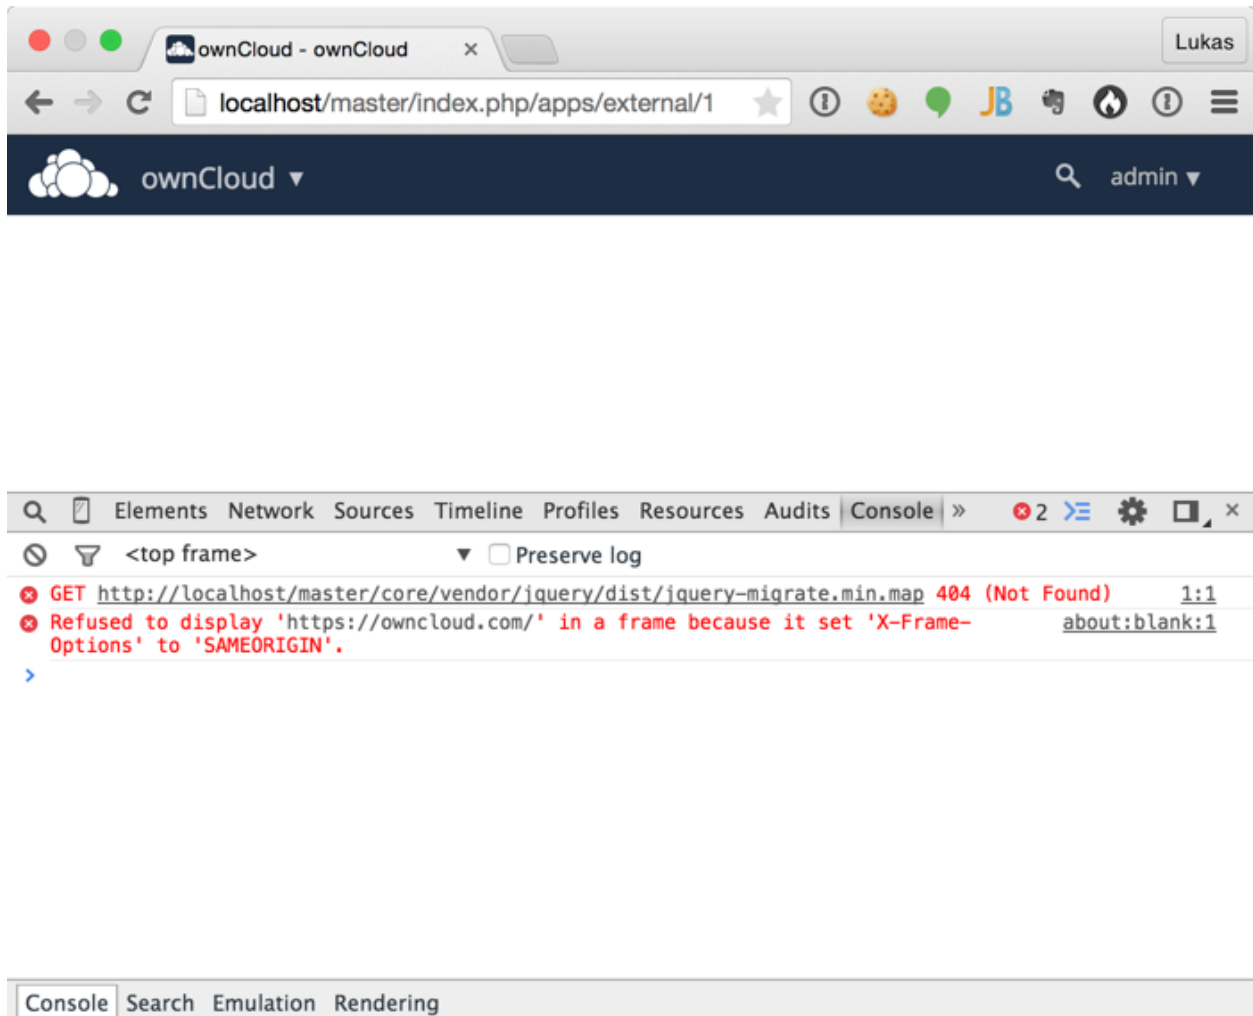 ownCloud - ownCloud
Lukas
localhost/master/index.php/apps/external/1
JB
ownCloud ▼
admin ▼
Elements Network Sources Timeline Profiles Resources Audits Console » 2
<top frame> ▼ Preserve log
GET http://localhost/master/core/vendor/jquery/dist/jquery-migrate.min.map 404 (Not Found) 1:1
Refused to display 'https://owncloud.com/' in a frame because it set 'X-Frame- about:blank:1
Options' to 'SAMEORIGIN'.
>
Console Search Emulation Rendering